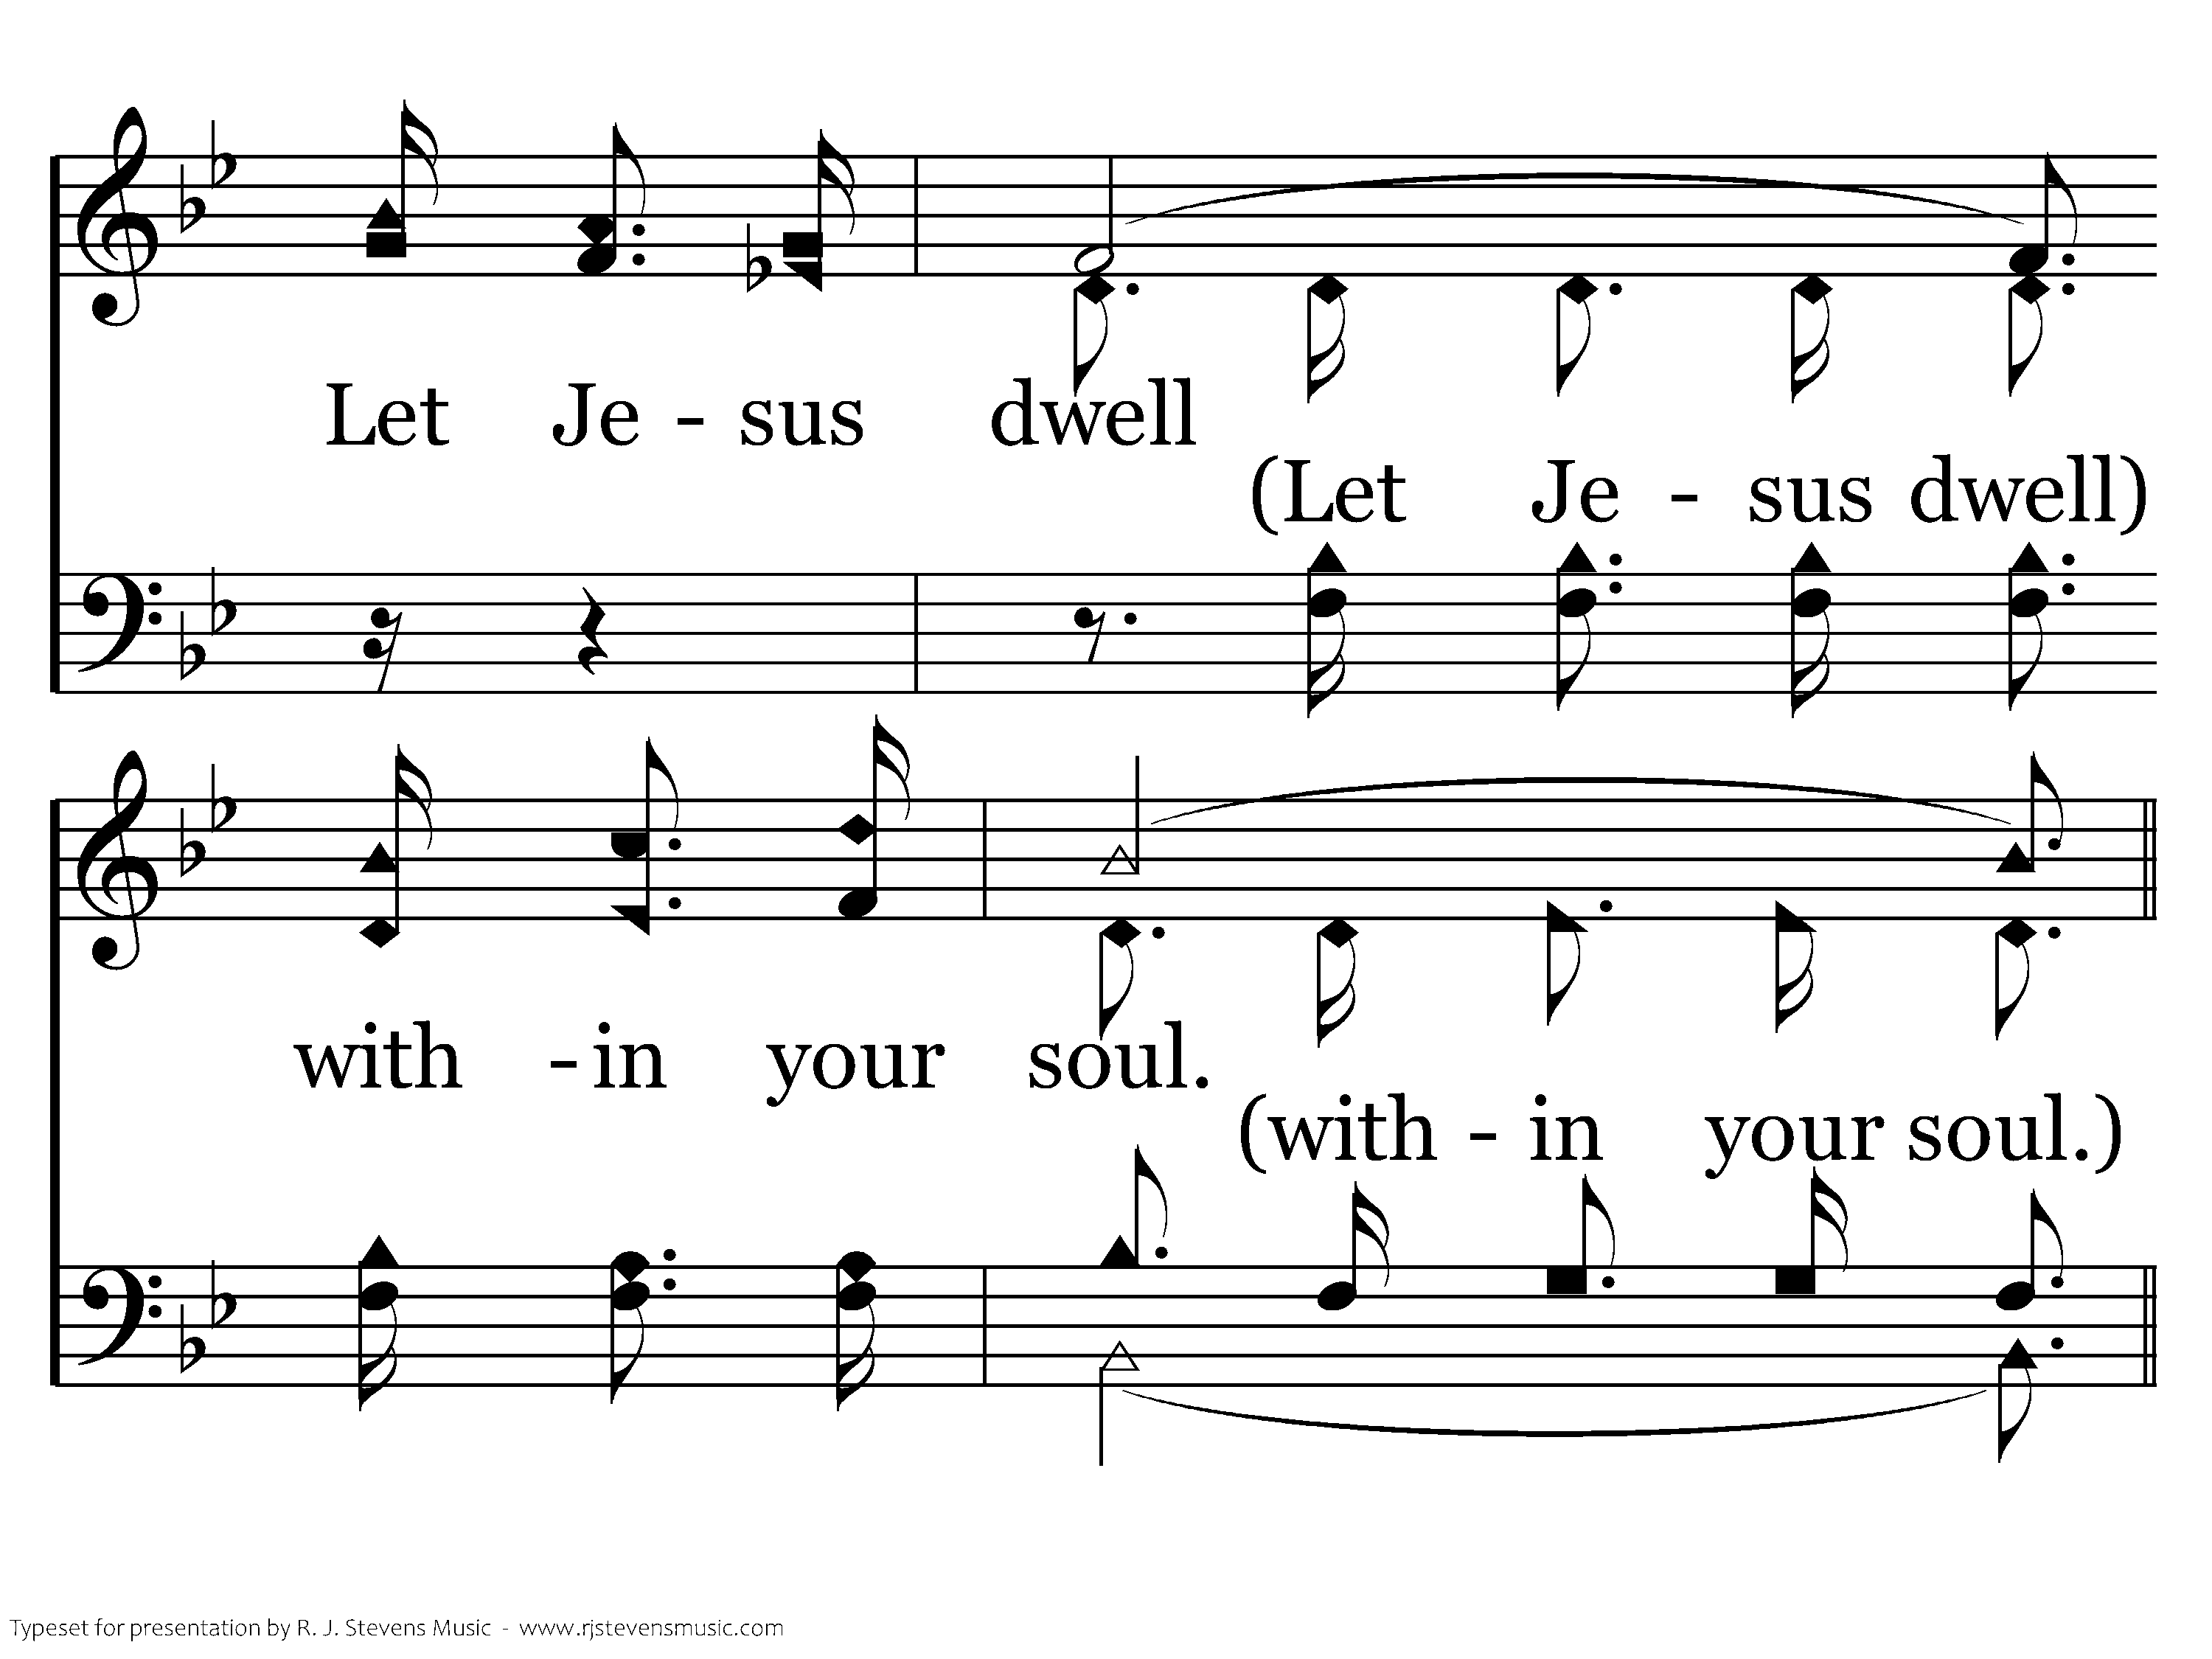 Let Je - sus dwell
(Let Je - sus dwell)
with - in your soul.
(with - in your soul.)
Typeset for presentation by R. J. Stevens Music - www.rjstevensmusic.com